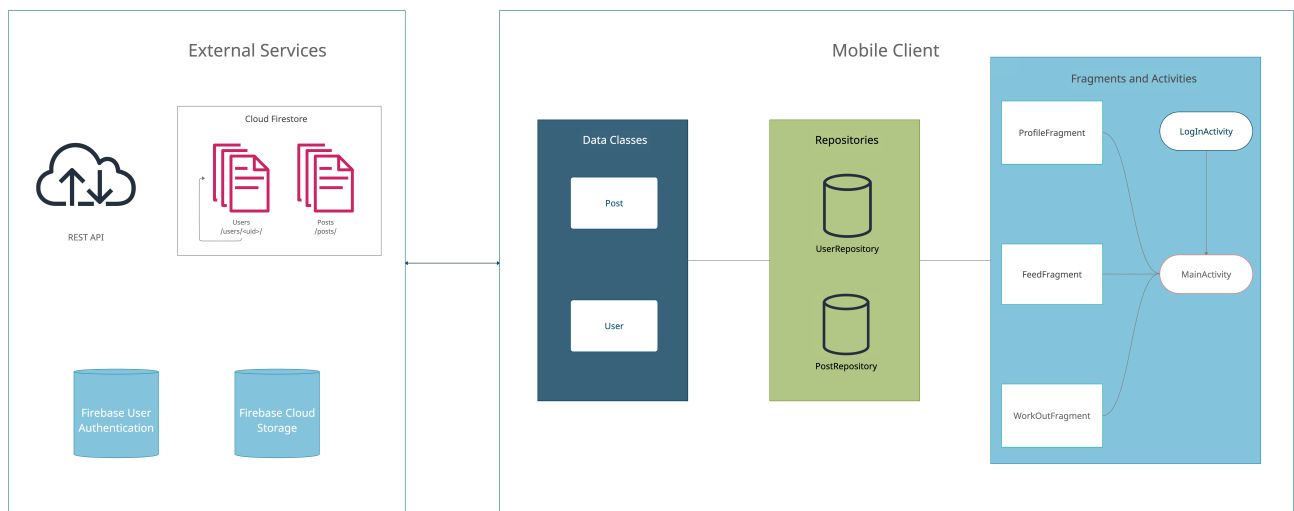 External Services
Cloud Firestore
Users
/users/<uid>/
Posts
/posts/
REST API
Firebase User
Authentication
Firebase Cloud
Storage
Mobile Client
Data Classes
Post
User
Repositories
UserRepository
PostRepository
Fragments and Activities
ProfileFragment
LogInActivity
FeedFragment
MainActivity
WorkOutFragment